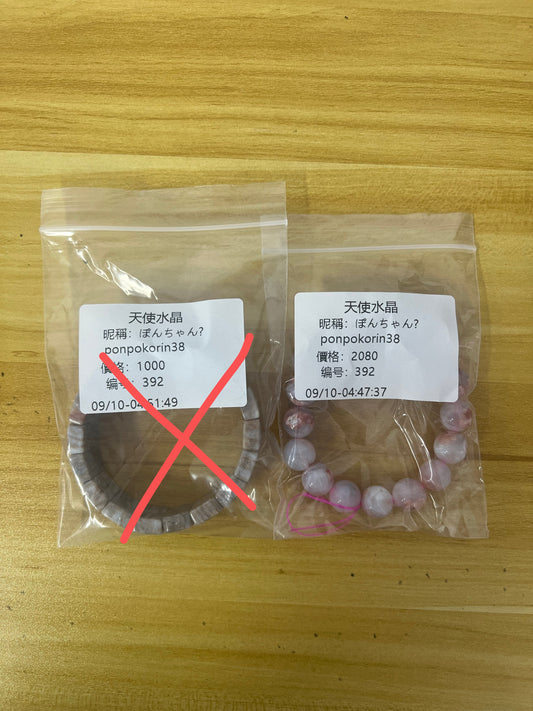 天使水晶
昵稱：ぽんちゃん?
ponpokorin38
價格：1000
编号：392
09/10-04:51:49
天使水晶
昵稱：ぽんちゃん?
ponpokorin38
價格：2080
编号：392
09/10-04:47:37